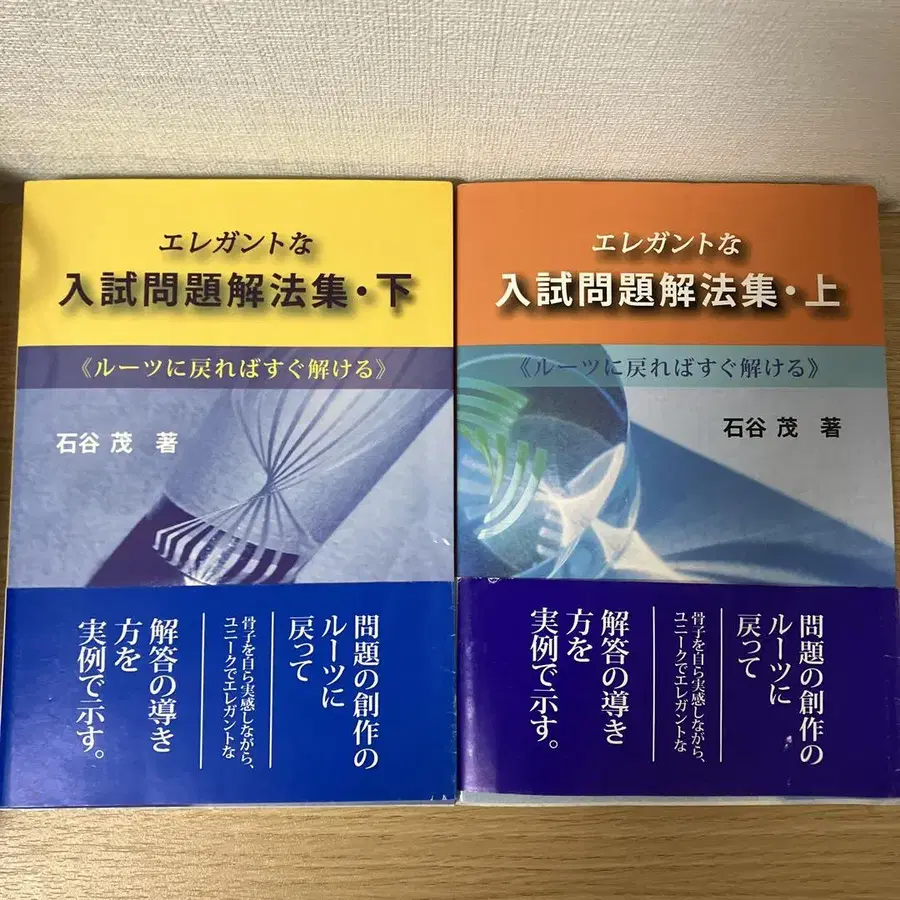 エレガントな
入試問題解法集・下
《ルーツに戻ればすぐ解ける》
石谷 茂 著
問題の創作の
ルーツに
戻って
骨子を自ら実感しながら、
ユニークでエレガントな
解答の導き
方を
実例で示す。
エレガントな
入試問題解法集・上
《ルーツに戻ればすぐ解ける》
石谷 茂 著
問題の創作の
ルーツに
戻って
骨子を自ら実感しながら、
ユニークでエレガントな
解答の導き
方を
実例で示す。